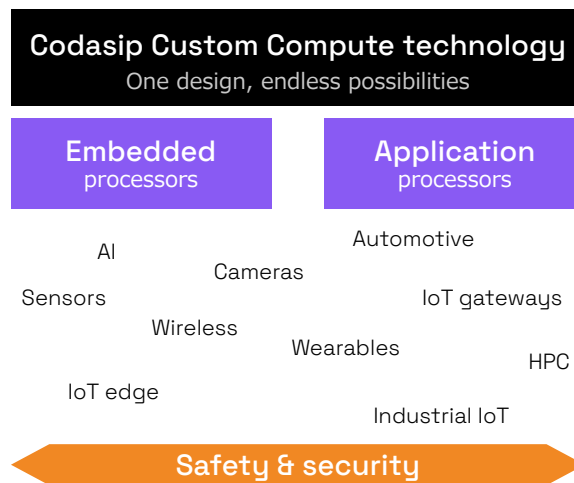 Codasip Custom Compute technology
One design, endless possibilities
Embedded
processors
Application
processors
Automotive
AI
Cameras
Sensors
IoT gateways
Wireless
Wearables
HPC
IoT edge
Industrial IoT
Safety & security